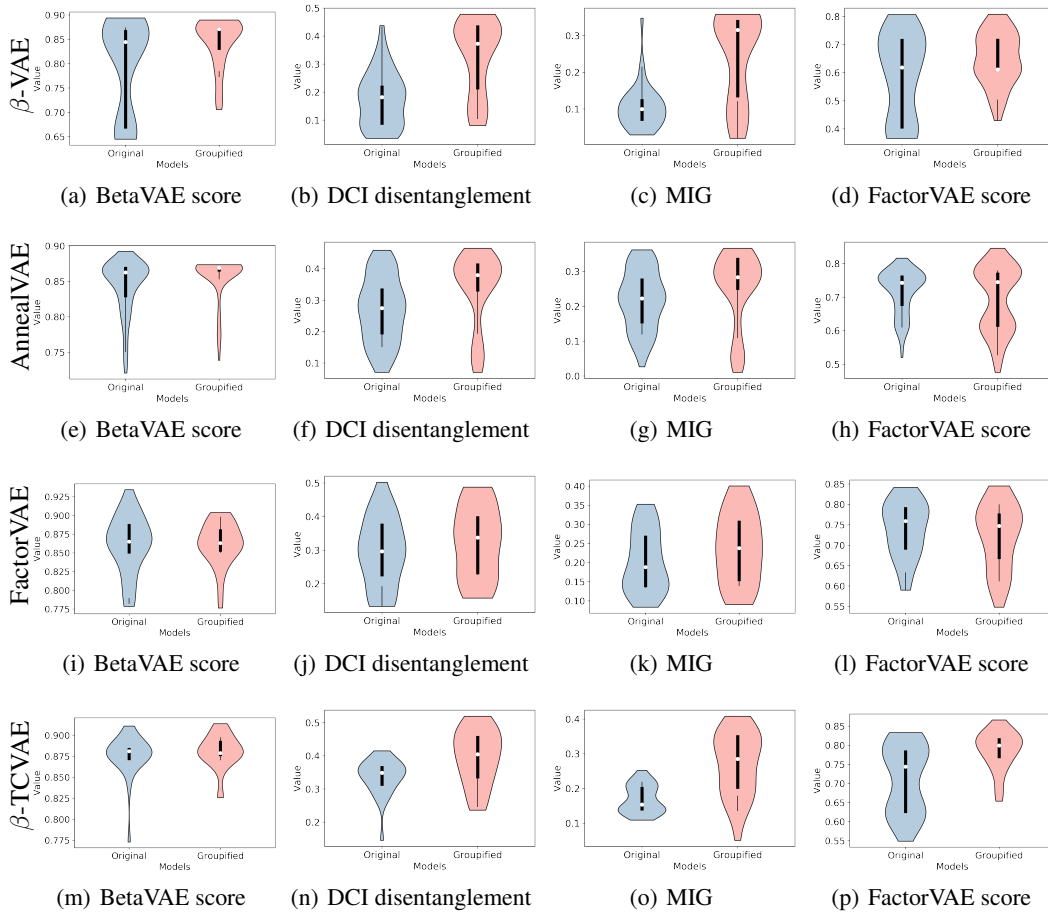 β-VAE
0.90
0.85
0.80
0.75
0.70
0.65
Value
Original
Groupified
Models
(a) BetaVAE score
0.5
0.4
0.3
0.2
0.1
Value
Original
Groupified
Models
(b) DCI disentanglement
0.3
0.2
0.1
Value
Original
Groupified
Models
(c) MIG
0.8
0.7
0.6
0.5
0.4
Value
Original
Groupified
Models
(d) FactorVAE score
AnnealVAE
0.90
0.85
0.80
0.75
Value
Original
Groupified
Models
(e) BetaVAE score
0.4
0.3
0.2
0.1
Value
Original
Groupified
Models
(f) DCI disentanglement
0.3
0.2
0.1
0.0
Value
Original
Groupified
Models
(g) MIG
0.8
0.7
0.6
0.5
Value
Original
Groupified
Models
(h) FactorVAE score
FactorVAE
0.925
0.900
0.875
0.850
0.825
0.800
0.775
Value
Original
Groupified
Models
(i) BetaVAE score
0.5
0.4
0.3
0.2
Value
Original
Groupified
Models
(j) DCI disentanglement
0.40
0.35
0.30
0.25
0.20
0.15
0.10
Value
Original
Groupified
Models
(k) MIG
0.85
0.80
0.75
0.70
0.65
0.60
0.55
Value
Original
Groupified
Models
(l) FactorVAE score
β-TCVAE
0.900
0.875
0.850
0.825
0.800
0.775
Value
Original
Groupified
Models
(m) BetaVAE score
0.5
0.4
0.3
0.2
Value
Original
Groupified
Models
(n) DCI disentanglement
0.4
0.3
0.2
0.1
Value
Original
Groupified
Models
(o) MIG
0.85
0.80
0.75
0.70
0.65
0.60
0.55
Value
Original
Groupified
Models
(p) FactorVAE score